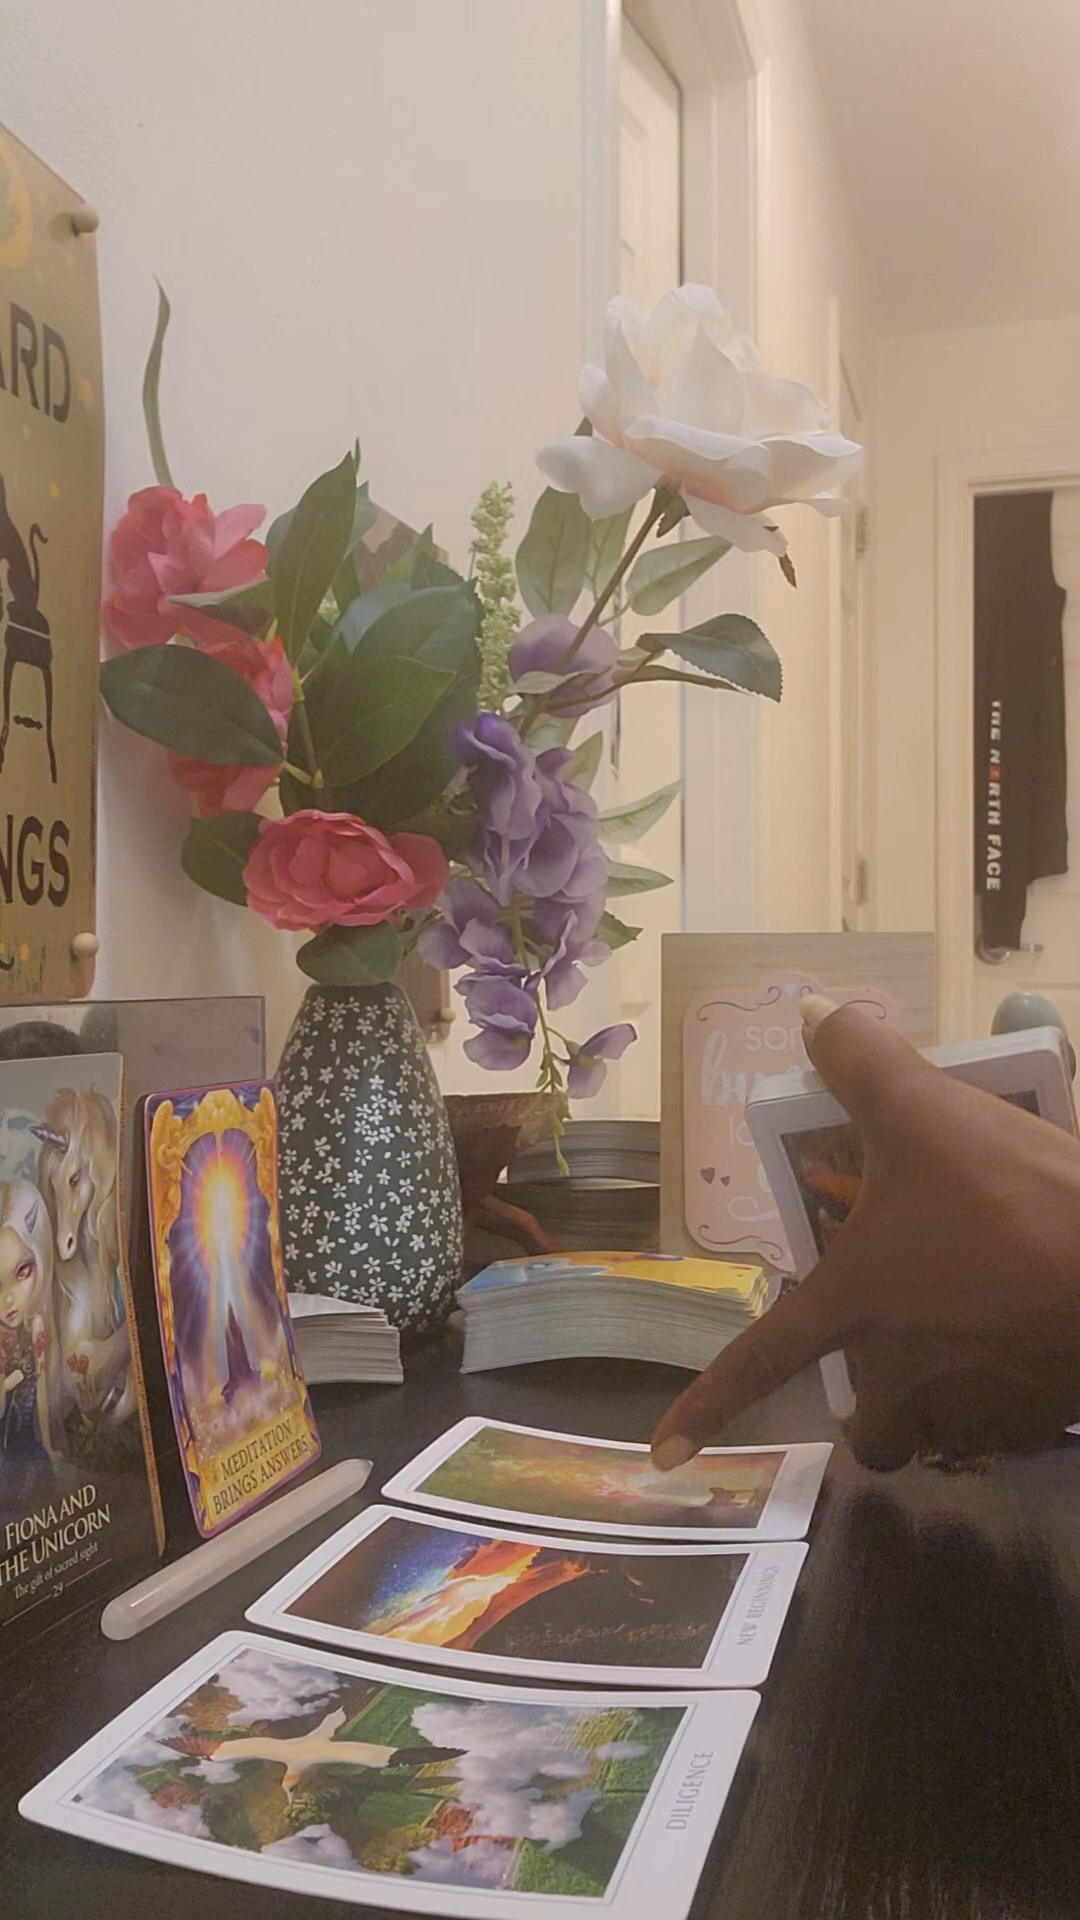 ARD
NGS
THE NORTH FACE
SOM
MEDITATION
BRINGS ANSWERS
FIONA AND
THE UNICORN
The gift of sacred sight
29
NEW BEGINNINGS
DILIGENCE